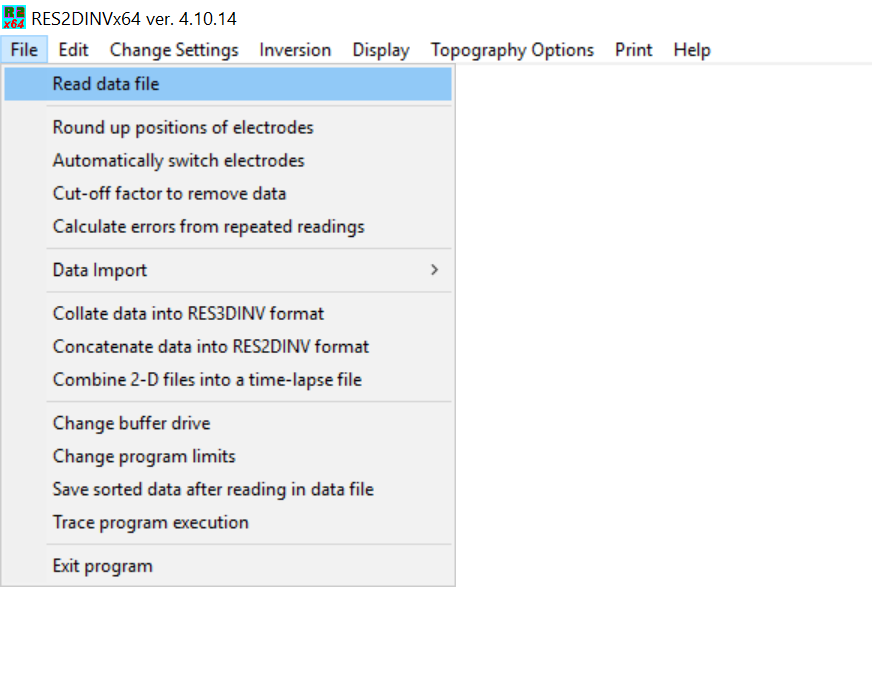 R2
x64
RES2DINVx64 ver. 4.10.14
File Edit Change Settings Inversion Display Topography Options Print Help
Read data file
Round up positions of electrodes
Automatically switch electrodes
Cut-off factor to remove data
Calculate errors from repeated readings
Data Import
Collate data into RES3DINV format
Concatenate data into RES2DINV format
Combine 2-D files into a time-lapse file
Change buffer drive
Change program limits
Save sorted data after reading in data file
Trace program execution
Exit program